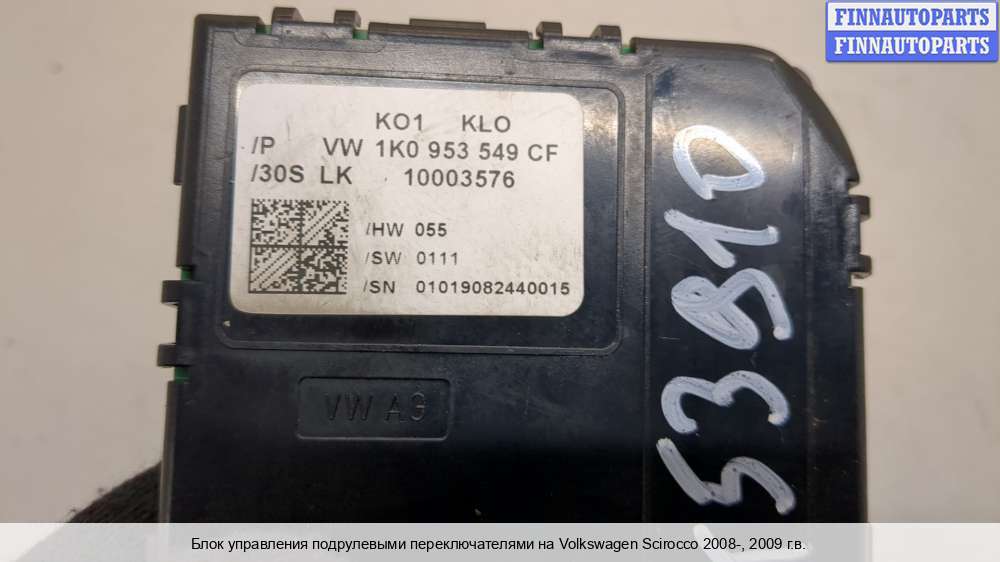 FINNAUTOPARTS
FINNAUTOPARTS
KO1 KLO
/P VW 1K0 953 549 CF
/30S LK 10003576
/HW 055
/SW 0111
/SN 01019082440015
VW AG
53910
Блок управления подрулевыми переключателями на Volkswagen Scirocco 2008-, 2009 г.в.